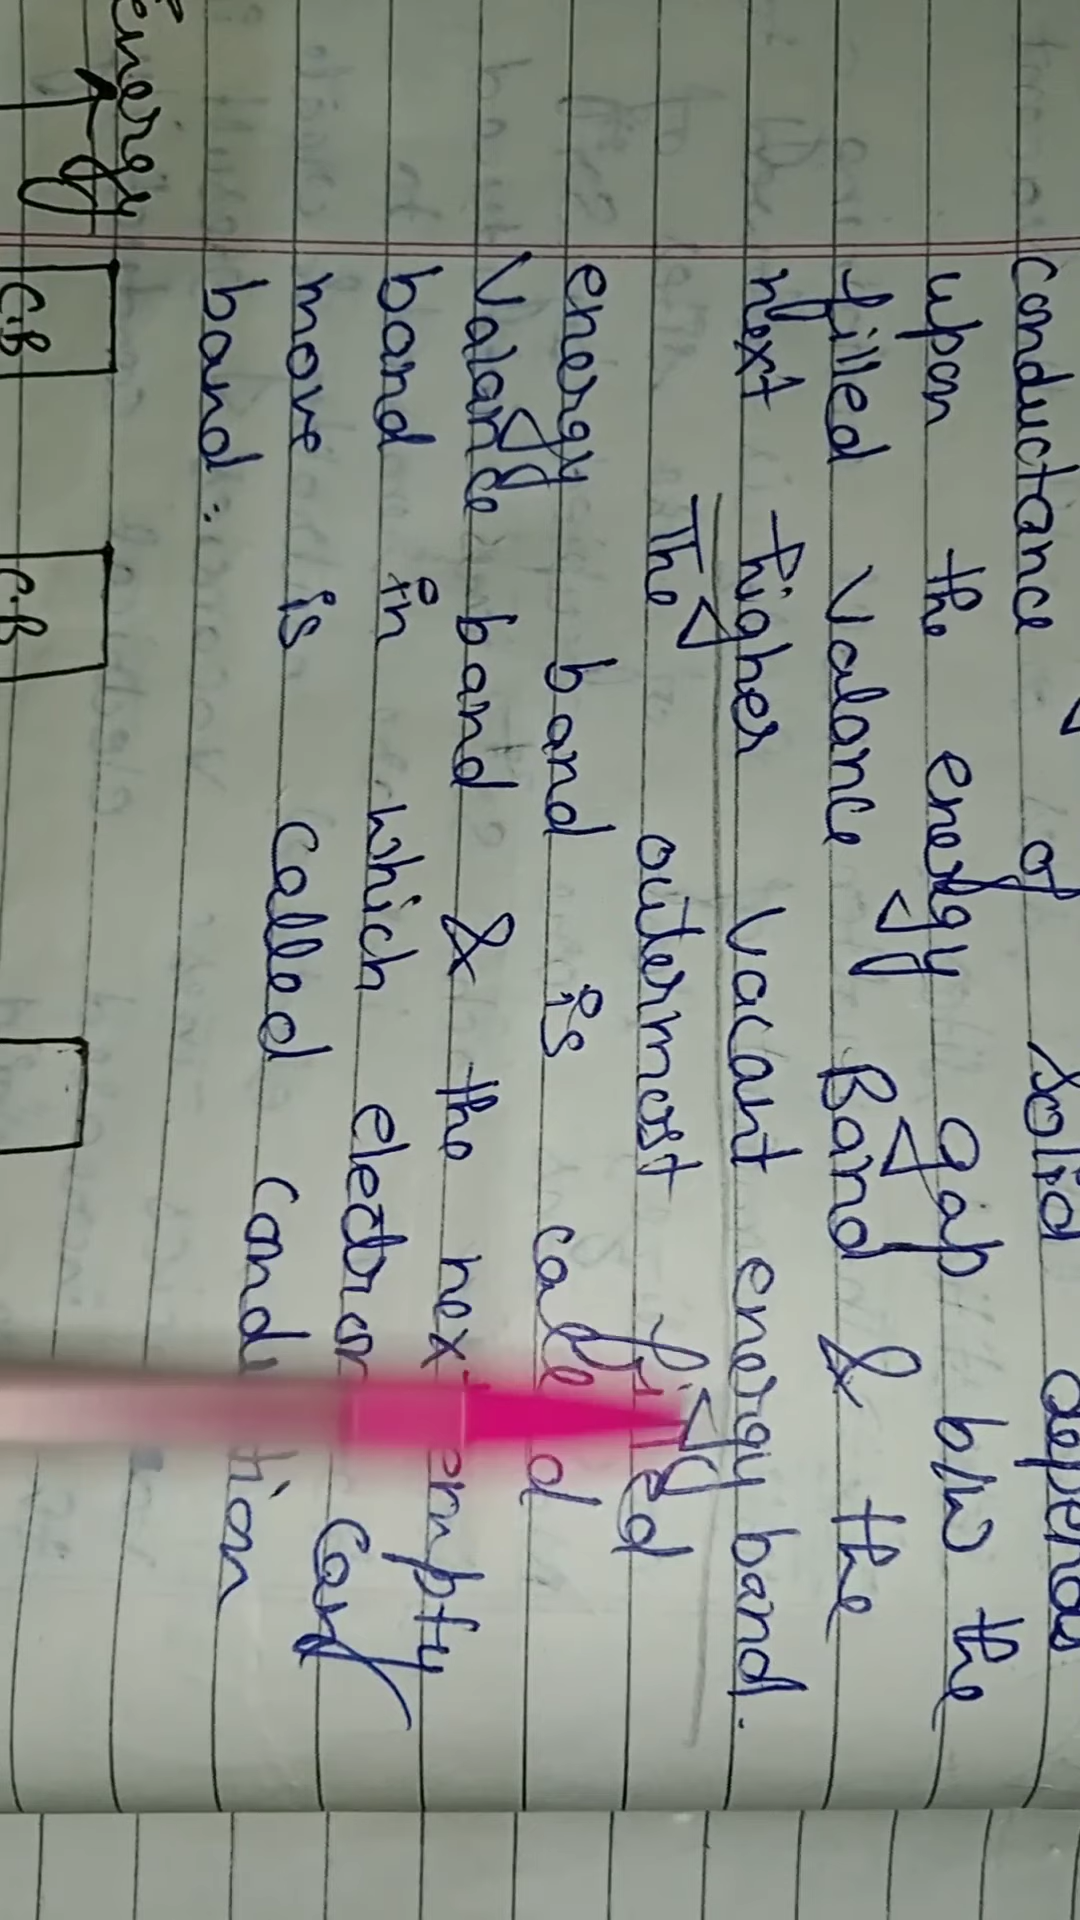 conductance of solid depends
upon the energy gap b/w the
filled Valance Band & the
next higher Vacant energy band.
The outermost filled
energy band is called
Valance band & the next empty
band in which electron can
move is called conduction
band.
Energy
C.B
C.B